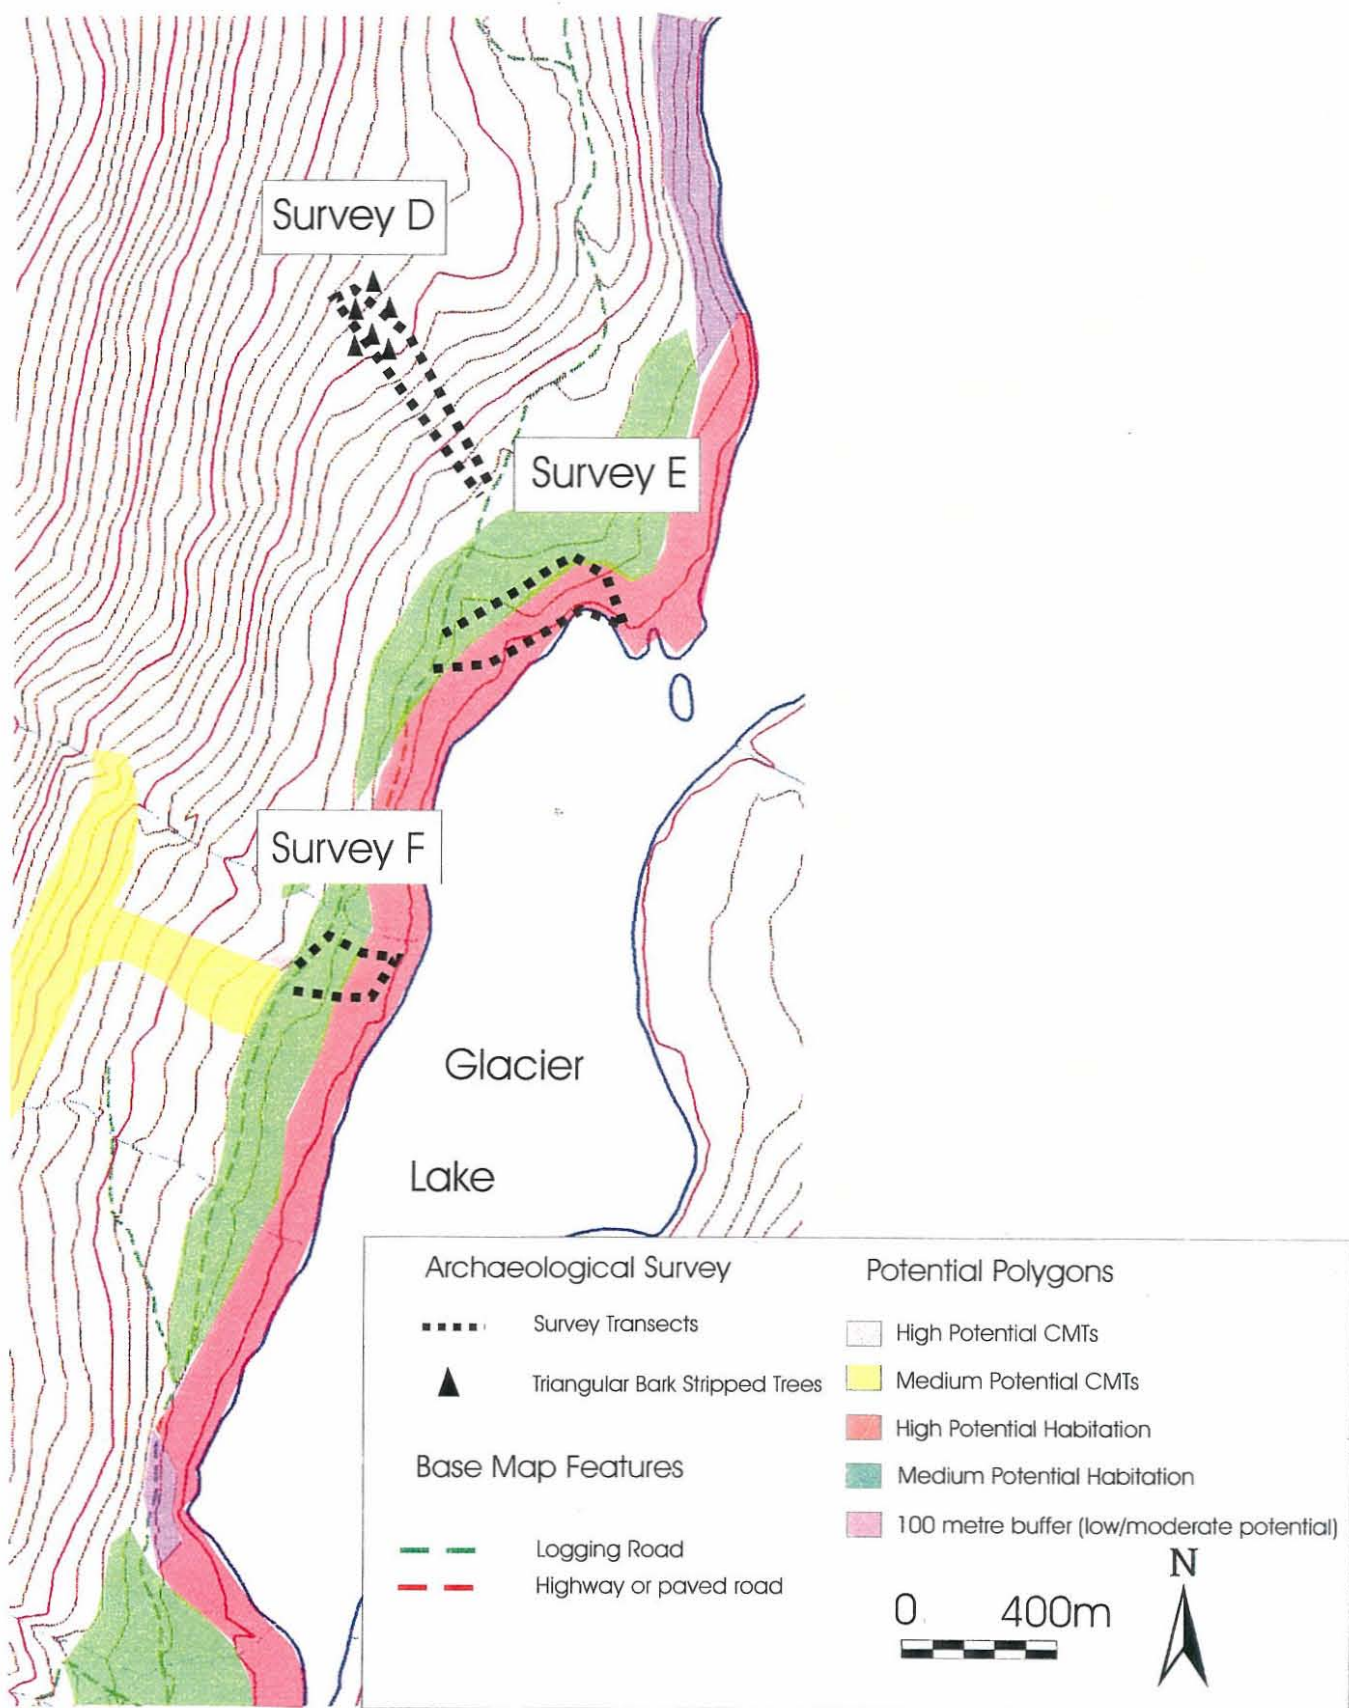 Survey D
Survey E
Survey F
Glacier
Lake
Archaeological Survey
Survey Transects
Triangular Bark Stripped Trees
Base Map Features
Logging Road
Highway or paved road
Potential Polygons
High Potential CMTs
Medium Potential CMTs
High Potential Habitation
Medium Potential Habitation
100 metre buffer (low/moderate potential)
N
0 400m